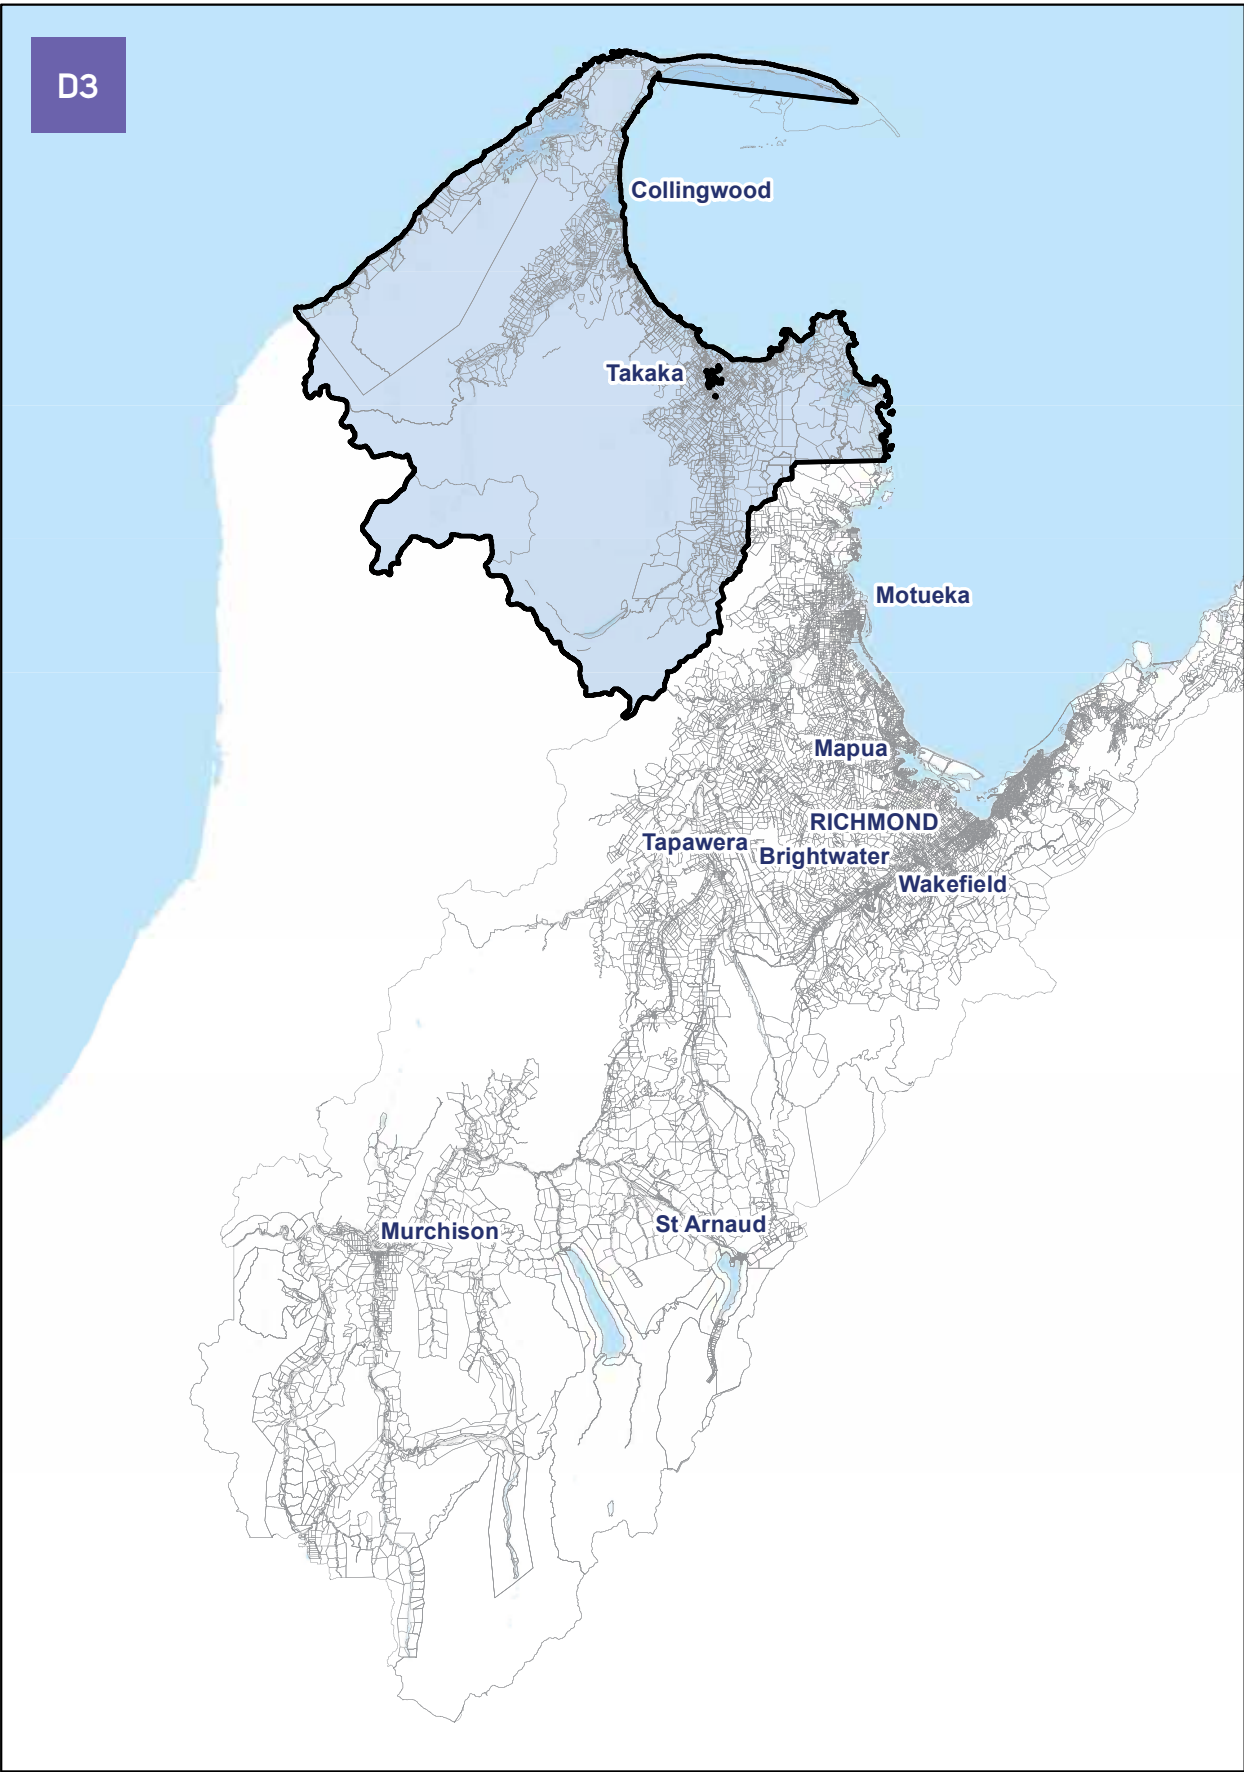 D3
Collingwood
Takaka
Motueka
Mapua
RICHMOND
Tapawera
Brightwater
Wakefield
Murchison
St Arnaud